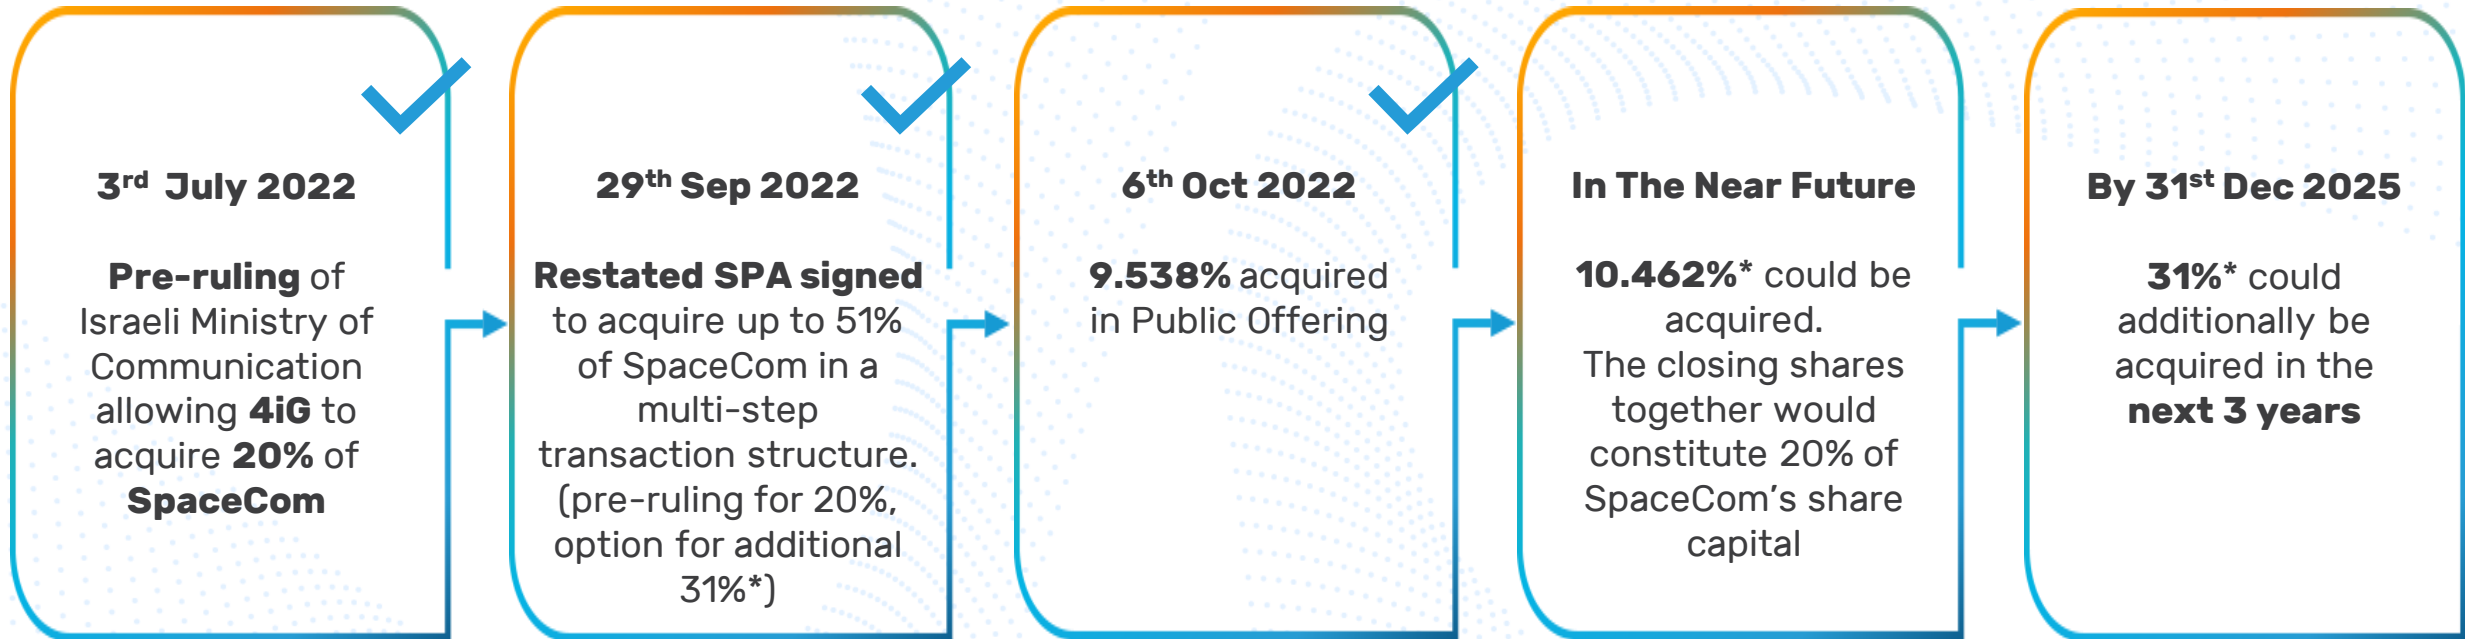 3rd July 2022
Pre-ruling of
Israeli Ministry of
Communication
allowing 4iG to
acquire 20% of
SpaceCom
29th Sep 2022
Restated SPA signed
to acquire up to 51%
of SpaceCom in a
multi-step
transaction structure.
(pre-ruling for 20%,
option for additional
31%*)
6th Oct 2022
9.538% acquired
in Public Offering
In The Near Future
10.462%* could be
acquired.
The closing shares
together would
constitute 20% of
SpaceCom’s share
capital
By 31st Dec 2025
31%* could
additionally be
acquired in the
next 3 years